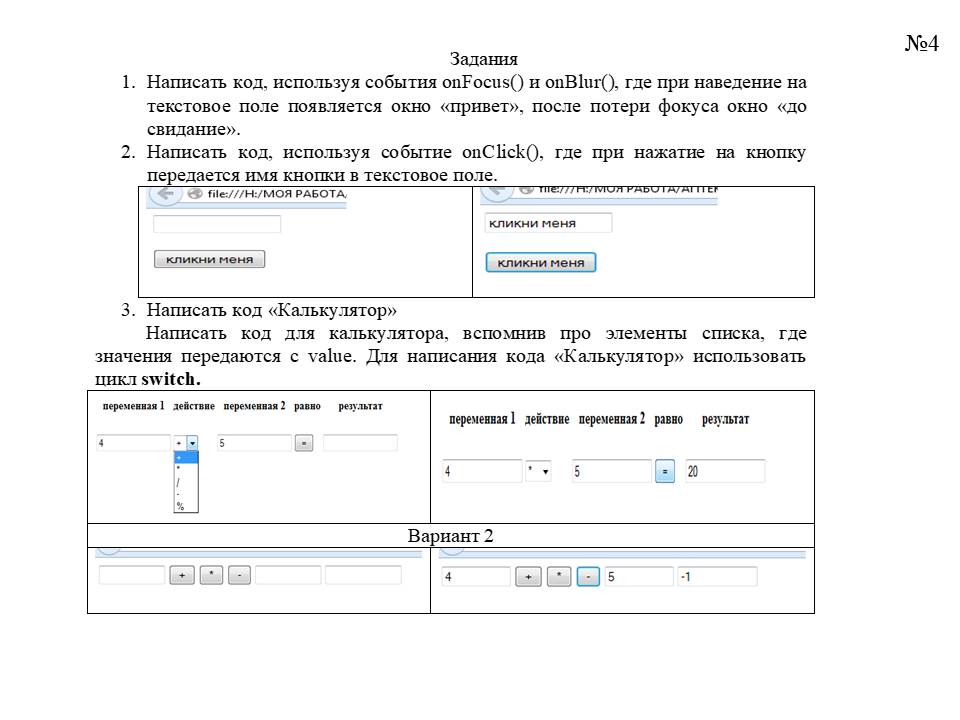 №4
Задания
1. Написать код, используя события onFocus() и onBlur(), где при наведение на
текстовое поле появляется окно «привет», после потери фокуса окно «до
свидание».
2. Написать код, используя событие onClick(), где при нажатие на кнопку
передается имя кнопки в текстовое поле.
file:///H:/МОЯ РАБОТА/
кликни меня
file:///H:/МОЯ РАБОТА/АПТЕК
кликни меня
кликни меня
3. Написать код «Калькулятор»
Написать код для калькулятора, вспомнив про элементы списка, где
значения передаются с value. Для написания кода «Калькулятор» использовать
цикл switch.
переменная 1 действие переменная 2 равно результат
4 + 5 =
+
*
/
-
%
переменная 1 действие переменная 2 равно результат
4 * 5 = 20
Вариант 2
+ * -
4 + * - 5 -1